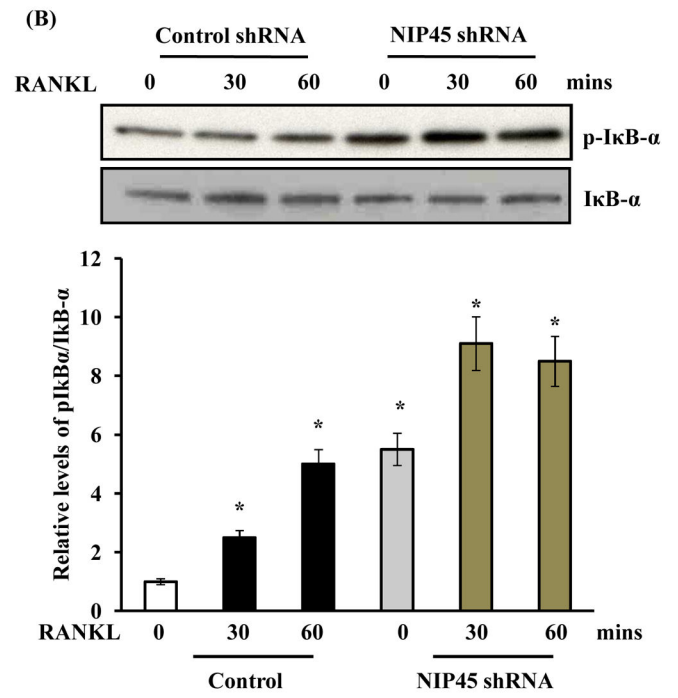 (B)
Control shRNA NIP45 shRNA
RANKL 0 30 60 0 30 60 mins
p-IκB-α
IκB-α
Relative levels of pIkBα/IkB-α
12
10
8
6
4
2
0
* * * * *
RANKL 0 30 60 0 30 60 mins
Control NIP45 shRNA